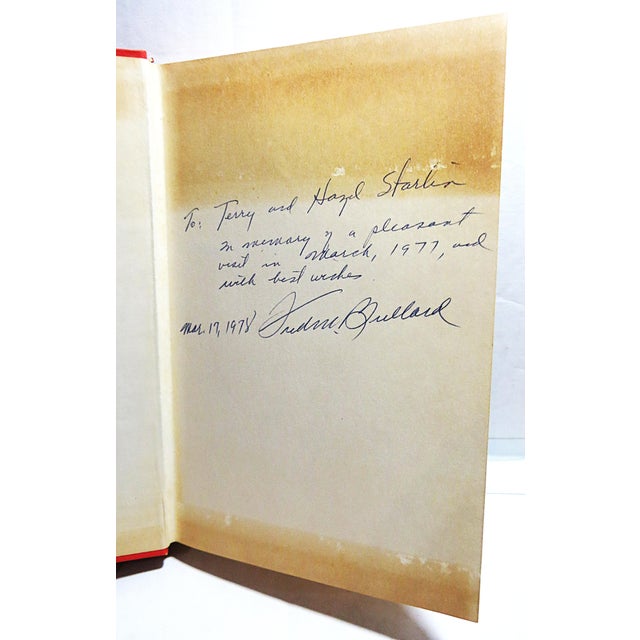 To: Terry and Hazel Starlin
In memory of a pleasant
visit in March, 1977, and
with best wishes.
Mar. 17, 1978 Fred M. Bullard